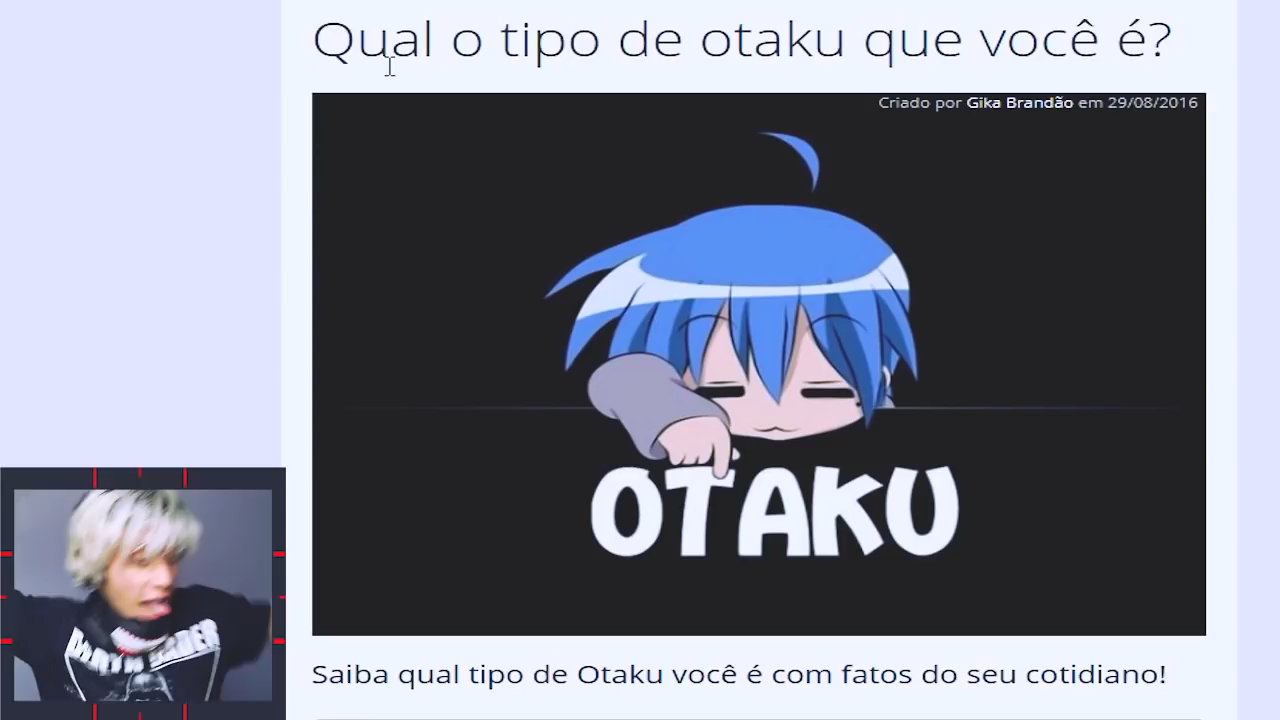 Qual o tipo de otaku que você é?
Criado por Gika Brandão em 29/08/2016
OTAKU
Saiba qual tipo de Otaku você é com fatos do seu cotidiano!